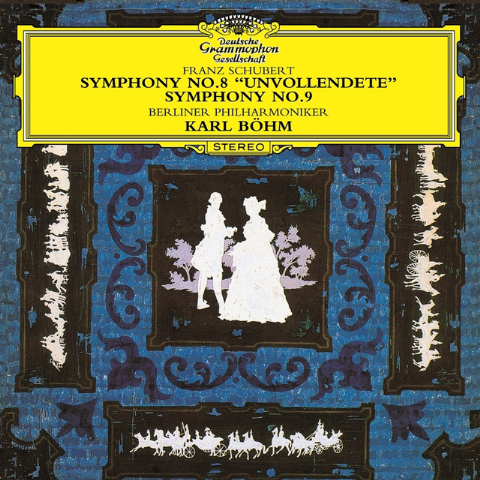 Deutsche
Grammophon
Gesellschaft
FRANZ SCHUBERT
SYMPHONY NO.8 “UNVOLLENDETE”
SYMPHONY NO.9
BERLINER PHILHARMONIKER
KARL BÖHM
STEREO